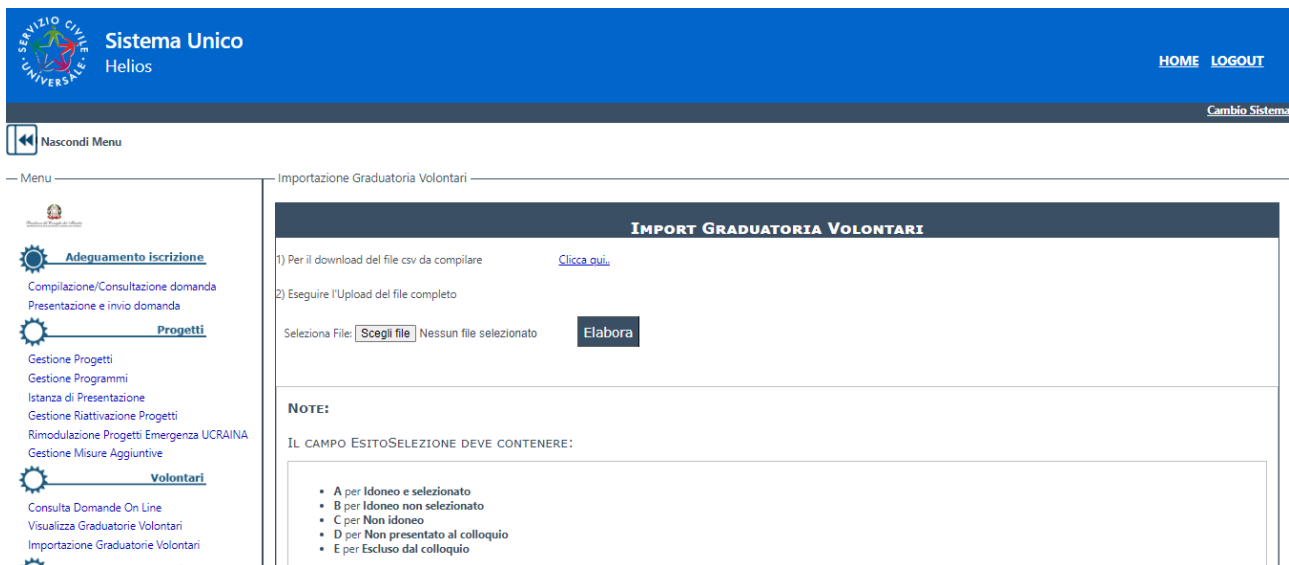 SERVIZIO CIVILE UNIVERSALE
Sistema Unico
Helios
HOME LOGOUT
Cambio Sistema
Nascondi Menu
Menu
Importazione Graduatoria Volontari
IMPORT GRADUATORIA VOLONTARI
Adeguamento iscrizione
1) Per il download del file csv da compilare Clicca qui..
Compilazione/Consultazione domanda
2) Eseguire l'Upload del file completo
Presentazione e invio domanda
Progetti
Seleziona File: Scegli file Nessun file selezionato Elabora
Gestione Progetti
Gestione Programmi
Istanza di Presentazione
Gestione Riattivazione Progetti
Rimodulazione Progetti Emergenza UCRAINA
Gestione Misure Aggiuntive
NOTE:
IL CAMPO ESITOSELEZIONE DEVE CONTENERE:
Volontari
Consulta Domande On Line
Visualizza Graduatorie Volontari
Importazione Graduatorie Volontari
• A per Idoneo e selezionato
• B per Idoneo non selezionato
• C per Non idoneo
• D per Non presentato al colloquio
• E per Escluso dal colloquio